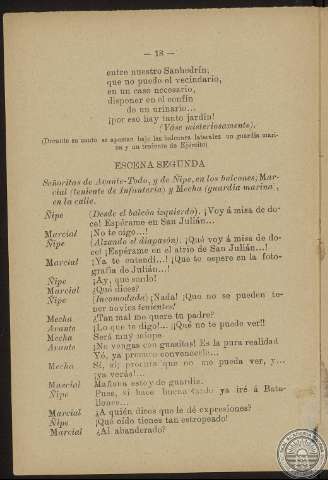 — 18 —
entre nuestro Sanhedrin;
que no puede el vecindario,
en un caso necesario,
disponer en el confín
de un urinario...
¡por eso hay tanto jardín!
(Váse misteriosamente).
(Durante su canto se apostan bajo los balcones laterales un guardia mari-
na y un teniente de Ejército)
ESCENA SEGUNDA
Señoritas de Avante-Todo, y de Ñipe, en los balcones, Mar-
cial (teniente de Infantería) y Mecha (guardia marina),
en la calle.
Ñipe (Desde el balcón izquierdo). ¡Voy á misa de do-
ce! Espérame en San Julián...
Marcial ¡No te oigo...!
Ñipe (Alzando el diapasón). ¡Qué voy á misa de do-
ce! ¡Espérame en el atrio de San Julián...!
Marcial ¡Ya te entendí...! ¡Que te espere en la foto-
grafía de Julián...!
Ñipe ¡Ay, qué sonlo!
Marcial ¿Qué dices?
Ñipe (Incomodada) ¡Nada! ¡Que no se pueden te-
ner novios tenientes!
Mecha ¿Tan mal me quere tu padre?
Avante ¡Lo que te digo!... ¡Qué no te puede ver!!
Mecha Será muy miope
Avante ¡No vengas con guasitas! Es la pura realidad
Yó, ya procuro convencerle...
Mecha Sí, sí; procura que no me pueda ver, y...
¡ya verás!...
Marcial Mañana estoy de guardia.
Ñipe Pues, si hace buena tarde ya iré á Bata-
llones...
Marcial ¿A quién dices que le dé expresiones?
Ñipe ¡Qué oído tienes tan estropeado!
Marcial ¿Al abanderado?